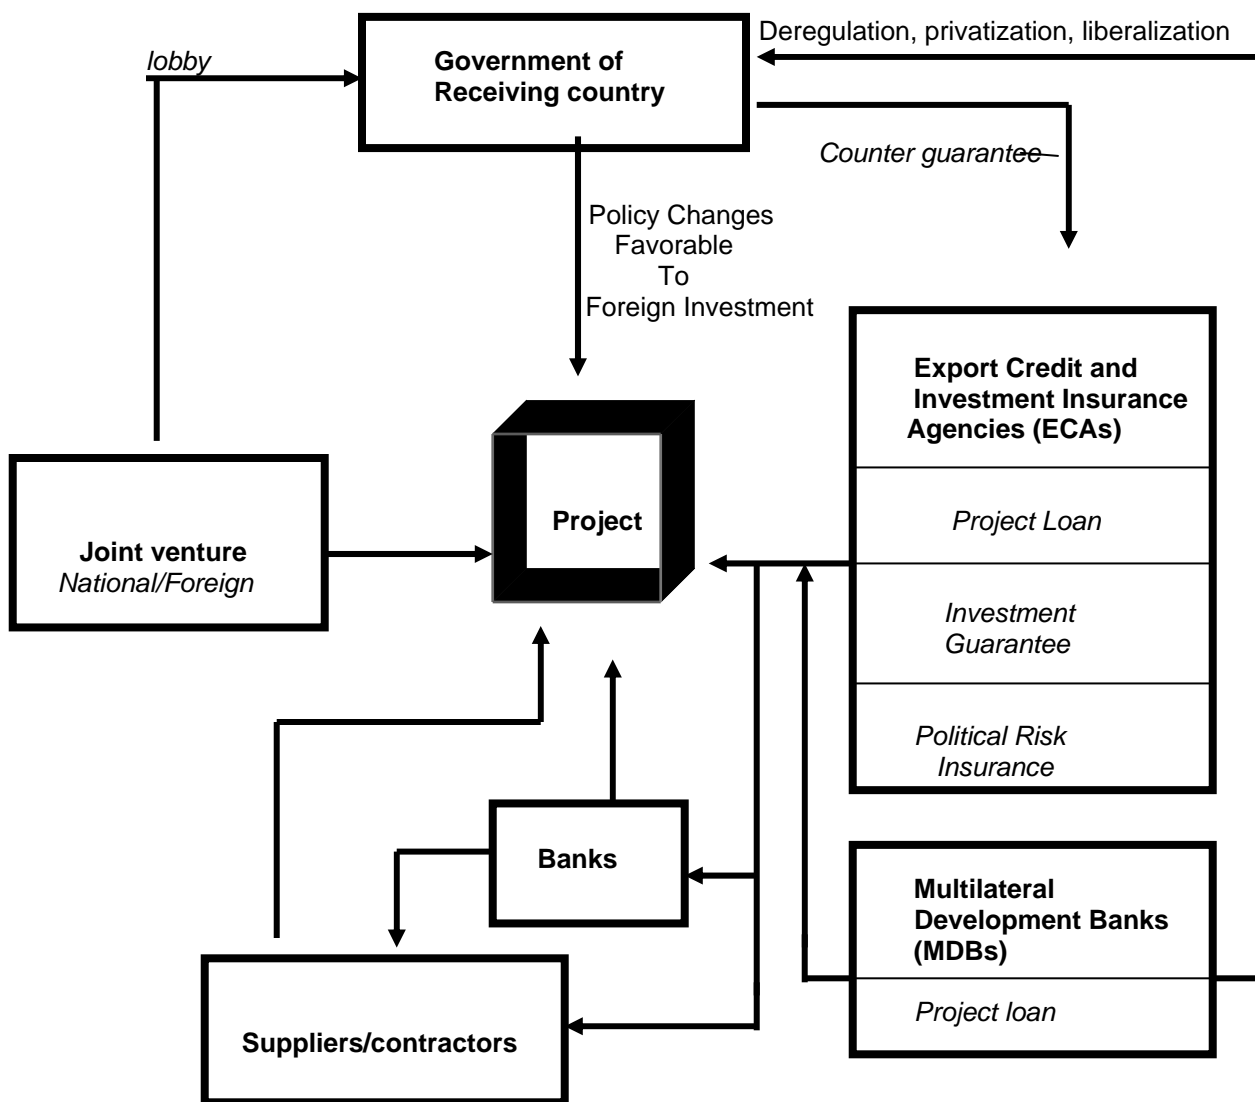 Deregulation, privatization, liberalization
lobby
Government of
Receiving country
Counter guarantee
Policy Changes
Favorable
To
Foreign Investment
Export Credit and
Investment Insurance
Agencies (ECAs)
Project Loan
Investment
Guarantee
Political Risk
Insurance
Project
Joint venture
National/Foreign
Banks
Multilateral
Development Banks
(MDBs)
Project loan
Suppliers/contractors